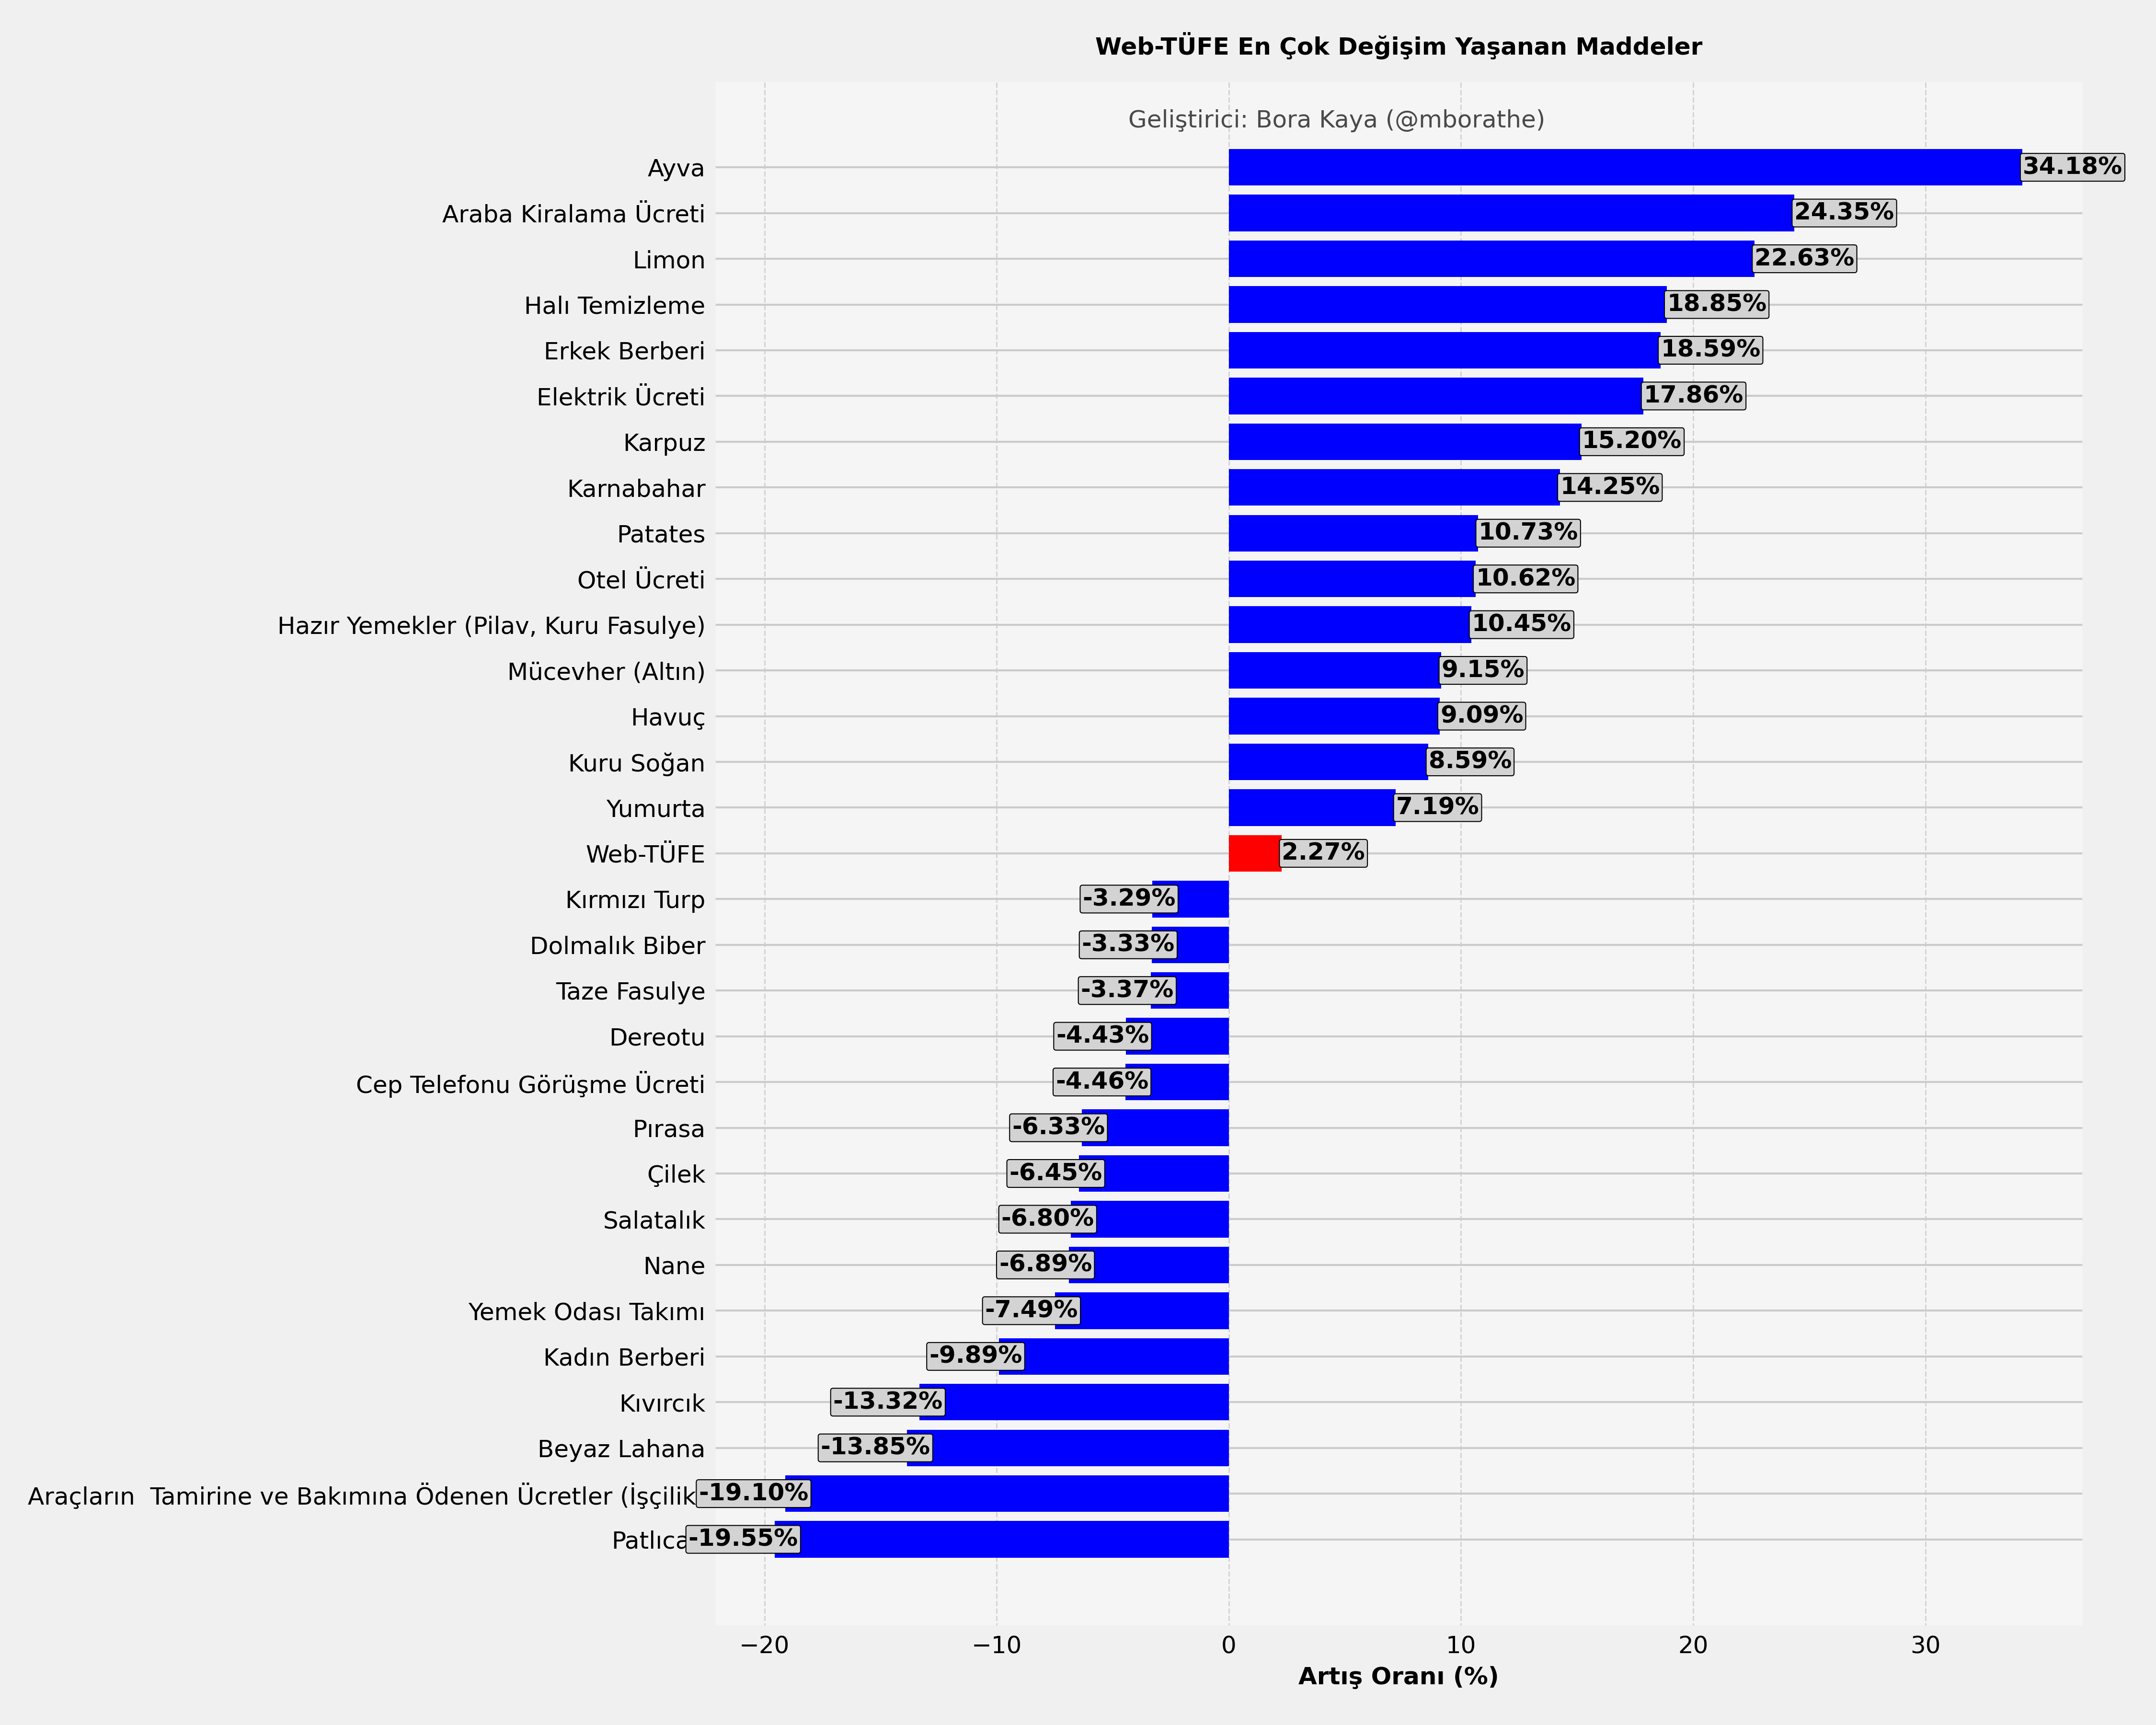 Web-TÜFE En Çok Değişim Yaşanan Maddeler
Geliştirici: Bora Kaya (@mborathe)
Ayva 34.18%
Araba Kiralama Ücreti 24.35%
Limon 22.63%
Halı Temizleme 18.85%
Erkek Berberi 18.59%
Elektrik Ücreti 17.86%
Karpuz 15.20%
Karnabahar 14.25%
Patates 10.73%
Otel Ücreti 10.62%
Hazır Yemekler (Pilav, Kuru Fasulye) 10.45%
Mücevher (Altın) 9.15%
Havuç 9.09%
Kuru Soğan 8.59%
Yumurta 7.19%
Web-TÜFE 2.27%
Kırmızı Turp -3.29%
Dolmalık Biber -3.33%
Taze Fasulye -3.37%
Dereotu -4.43%
Cep Telefonu Görüşme Ücreti -4.46%
Pırasa -6.33%
Çilek -6.45%
Salatalık -6.80%
Nane -6.89%
Yemek Odası Takımı -7.49%
Kadın Berberi -9.89%
Kıvırcık -13.32%
Beyaz Lahana -13.85%
Araçların  Tamirine ve Bakımına Ödenen Ücretler (İşçilik -19.10%
Patlıca -19.55%
−20 −10 0 10 20 30
Artış Oranı (%)